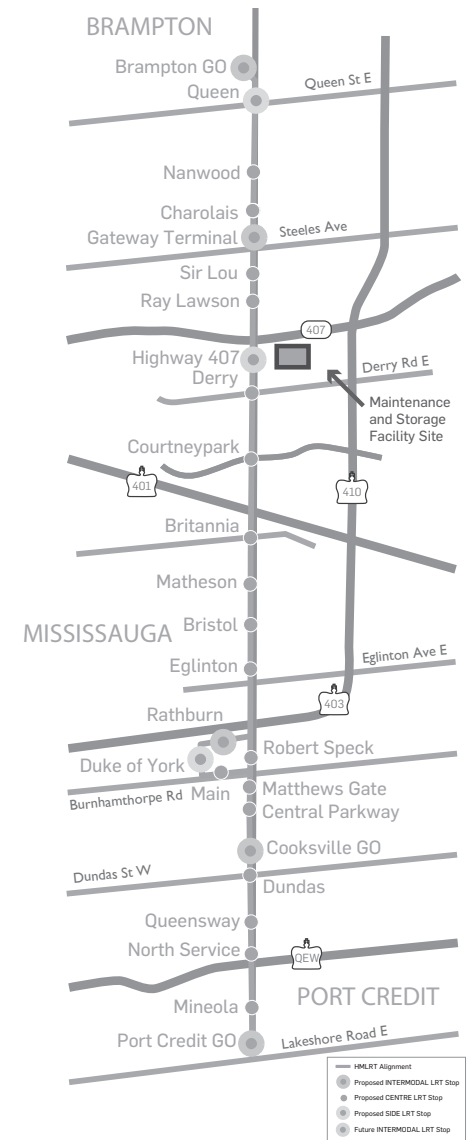 BRAMPTON
Brampton GO
Queen
Queen St E
Nanwood
Charolais
Gateway Terminal
Steeles Ave
Sir Lou
Ray Lawson
407
Highway 407
Derry
Derry Rd E
Maintenance
and Storage
Facility Site
Courtneypark
401
410
Britannia
Matheson
MISSISSAUGA
Bristol
Eglinton
Eglinton Ave E
403
Rathburn
Robert Speck
Duke of York
Burnhamthorpe Rd
Main
Matthews Gate
Central Parkway
Cooksville GO
Dundas St W
Dundas
Queensway
North Service
QEW
PORT CREDIT
Mineola
Port Credit GO
Lakeshore Road E
HMLRT Alignment
Proposed INTERMODAL LRT Stop
Proposed CENTRE LRT Stop
Proposed SIDE LRT Stop
Future INTERMODAL LRT Stop